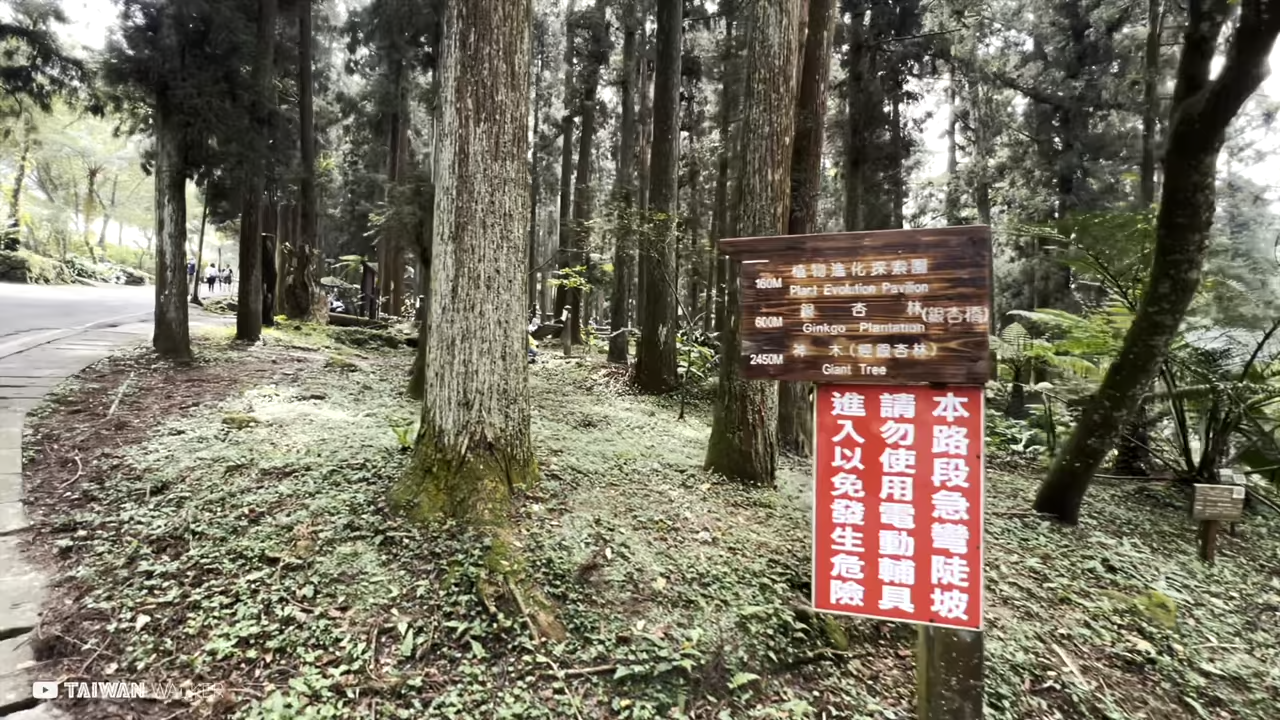 植物進化探索園
160M Plant Evolution Pavilion
銀杏林(銀杏橋)
600M Ginkgo Plantation
神木(經銀杏林)
2450M Giant Tree
本路段急彎陡坡
請勿使用電動輔具
進入以免發生危險
TAIWAN WALKER